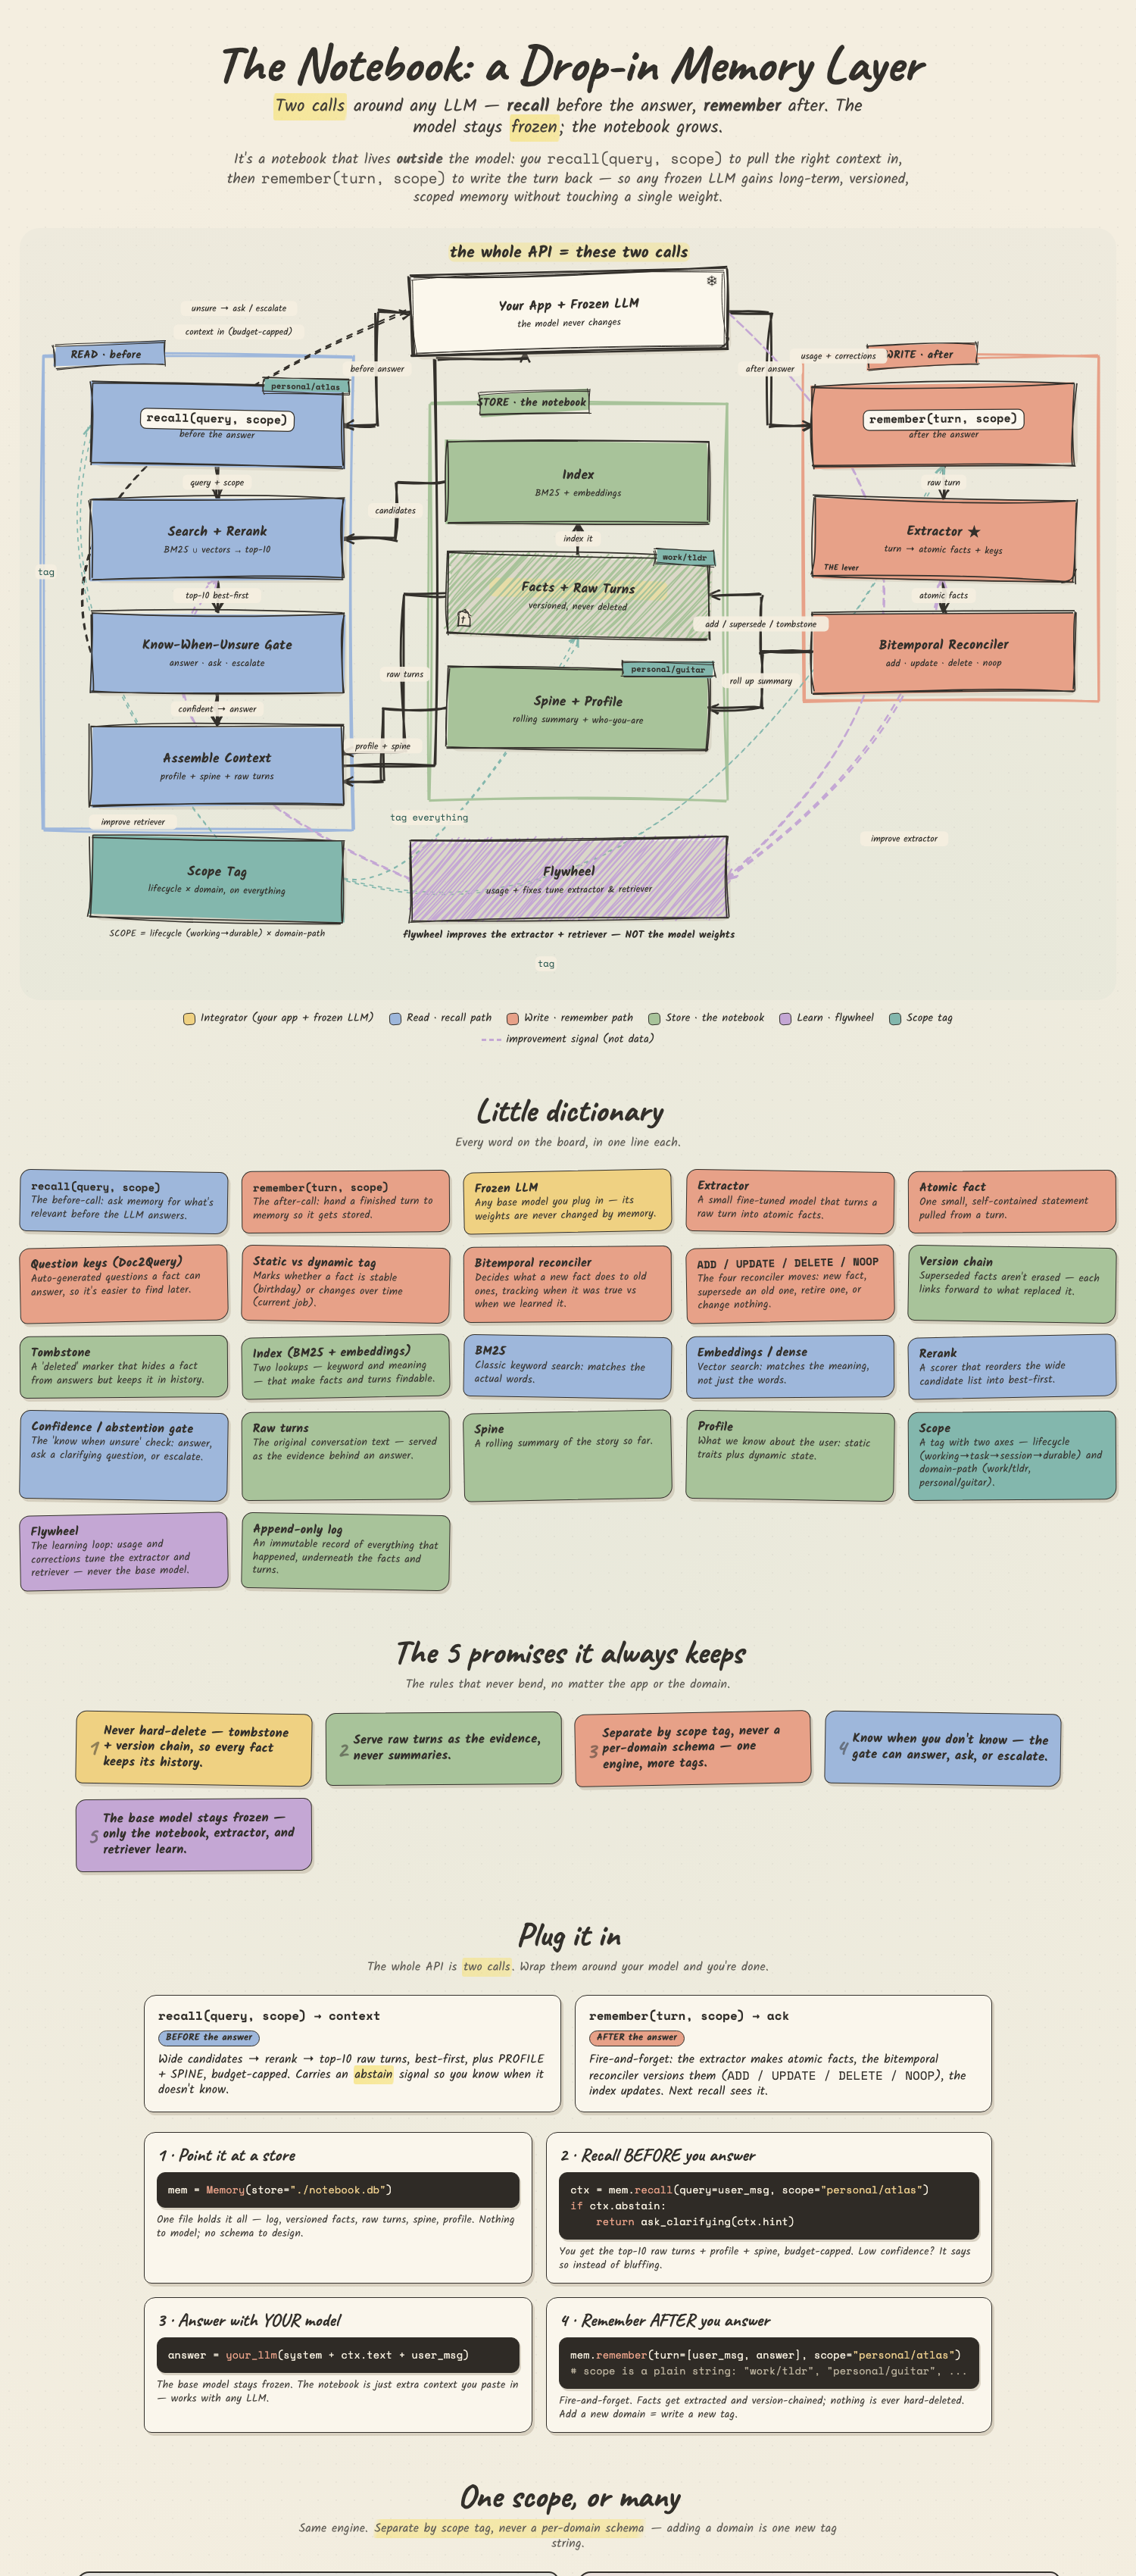 The Notebook: a Drop-in Memory Layer
Two calls around any LLM — recall before the answer, remember after. The
model stays frozen; the notebook grows.
It's a notebook that lives outside the model: you recall(query, scope) to pull the right context in,
then remember(turn, scope) to write the turn back — so any frozen LLM gains long-term, versioned,
scoped memory without touching a single weight.
the whole API = these two calls
Your App + Frozen LLM
the model never changes
unsure → ask / escalate
context in (budget-capped)
READ · before
before answer
after answer
usage + corrections
WRITE · after
personal/atlas
recall(query, scope)
before the answer
STORE · the notebook
remember(turn, scope)
after the answer
query + scope
Index
BM25 + embeddings
raw turn
candidates
Search + Rerank
BM25 ∪ vectors → top-10
index it
Extractor ★
turn → atomic facts + keys
THE lever
tag
work/tldr
Facts + Raw Turns
versioned, never deleted
top-10 best-first
atomic facts
add / supersede / tombstone
Know-When-Unsure Gate
answer · ask · escalate
Bitemporal Reconciler
add · update · delete · noop
raw turns
personal/guitar
roll up summary
Spine + Profile
rolling summary + who-you-are
confident → answer
profile + spine
Assemble Context
profile + spine + raw turns
improve retriever
tag everything
improve extractor
Scope Tag
lifecycle × domain, on everything
Flywheel
usage + fixes tune extractor & retriever
SCOPE = lifecycle (working→durable) × domain-path
flywheel improves the extractor + retriever — NOT the model weights
tag
Integrator (your app + frozen LLM)
Read · recall path
Write · remember path
Store · the notebook
Learn · flywheel
Scope tag
improvement signal (not data)
Little dictionary
Every word on the board, in one line each.
recall(query, scope)
The before-call: ask memory for what's
relevant before the LLM answers.
remember(turn, scope)
The after-call: hand a finished turn to
memory so it gets stored.
Frozen LLM
Any base model you plug in — its
weights are never changed by memory.
Extractor
A small fine-tuned model that turns a
raw turn into atomic facts.
Atomic fact
One small, self-contained statement
pulled from a turn.
Question keys (Doc2Query)
Auto-generated questions a fact can
answer, so it's easier to find later.
Static vs dynamic tag
Marks whether a fact is stable
(birthday) or changes over time
(current job).
Bitemporal reconciler
Decides what a new fact does to old
ones, tracking when it was true vs
when we learned it.
ADD / UPDATE / DELETE / NOOP
The four reconciler moves: new fact,
supersede an old one, retire one, or
change nothing.
Version chain
Superseded facts aren't erased — each
links forward to what replaced it.
Tombstone
A 'deleted' marker that hides a fact
from answers but keeps it in history.
Index (BM25 + embeddings)
Two lookups — keyword and meaning
— that make facts and turns findable.
BM25
Classic keyword search: matches the
actual words.
Embeddings / dense
Vector search: matches the meaning,
not just the words.
Rerank
A scorer that reorders the wide
candidate list into best-first.
Confidence / abstention gate
The 'know when unsure' check: answer,
ask a clarifying question, or escalate.
Raw turns
The original conversation text — served
as the evidence behind an answer.
Spine
A rolling summary of the story so far.
Profile
What we know about the user: static
traits plus dynamic state.
Scope
A tag with two axes — lifecycle
(working→task→session→durable) and
domain-path (work/tldr,
personal/guitar).
Flywheel
The learning loop: usage and
corrections tune the extractor and
retriever — never the base model.
Append-only log
An immutable record of everything that
happened, underneath the facts and
turns.
The 5 promises it always keeps
The rules that never bend, no matter the app or the domain.
1
Never hard-delete — tombstone
+ version chain, so every fact
keeps its history.
2
Serve raw turns as the evidence,
never summaries.
3
Separate by scope tag, never a
per-domain schema — one
engine, more tags.
4
Know when you don't know — the
gate can answer, ask, or escalate.
5
The base model stays frozen —
only the notebook, extractor, and
retriever learn.
Plug it in
The whole API is two calls. Wrap them around your model and you're done.
recall(query, scope) → context
BEFORE the answer
Wide candidates → rerank → top-10 raw turns, best-first, plus PROFILE
+ SPINE, budget-capped. Carries an abstain signal so you know when it
doesn't know.
remember(turn, scope) → ack
AFTER the answer
Fire-and-forget: the extractor makes atomic facts, the bitemporal
reconciler versions them (ADD / UPDATE / DELETE / NOOP), the
index updates. Next recall sees it.
1 · Point it at a store
mem = Memory(store="./notebook.db")
One file holds it all — log, versioned facts, raw turns, spine, profile. Nothing
to model; no schema to design.
2 · Recall BEFORE you answer
ctx = mem.recall(query=user_msg, scope="personal/atlas")
if ctx.abstain:
return ask_clarifying(ctx.hint)
You get the top-10 raw turns + profile + spine, budget-capped. Low confidence? It says
so instead of bluffing.
3 · Answer with YOUR model
answer = your_llm(system + ctx.text + user_msg)
The base model stays frozen. The notebook is just extra context you paste in
— works with any LLM.
4 · Remember AFTER you answer
mem.remember(turn=[user_msg, answer], scope="personal/atlas")
# scope is a plain string: "work/tldr", "personal/guitar", ...
Fire-and-forget. Facts get extracted and version-chained; nothing is ever hard-deleted.
Add a new domain = write a new tag.
One scope, or many
Same engine. Separate by scope tag, never a per-domain schema — adding a domain is one new tag
string.